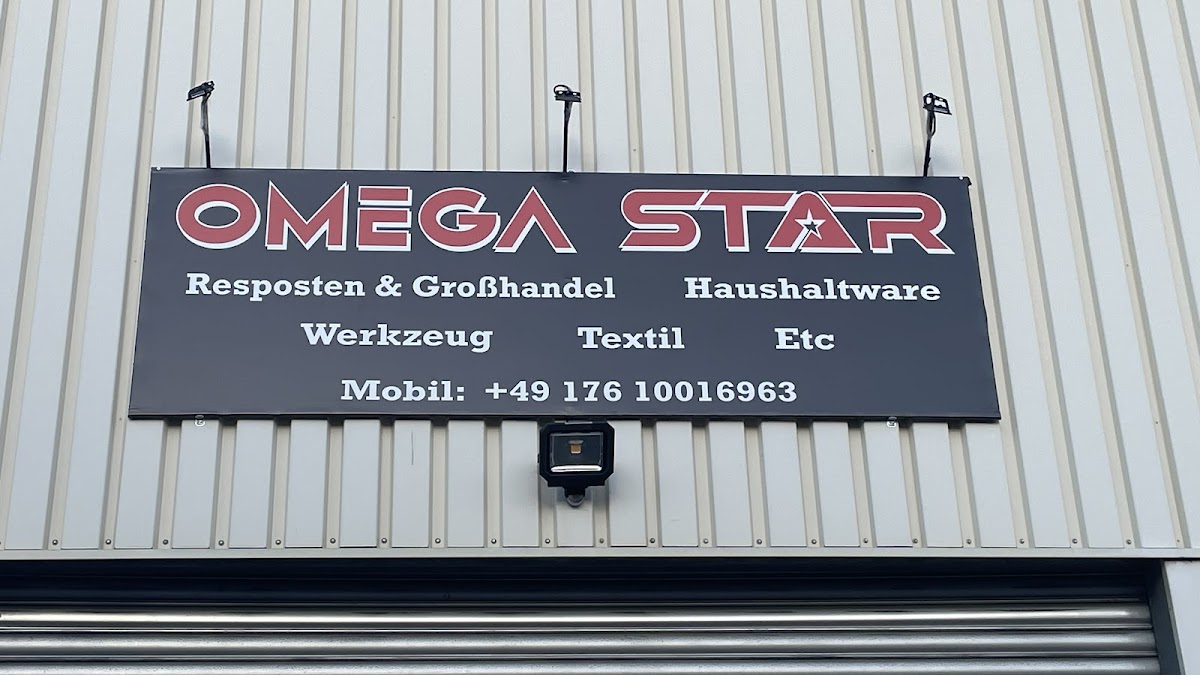 OMEGA STAR
Resposten & Großhandel Haushaltware
Werkzeug Textil Etc
Mobil: +49 176 10016963